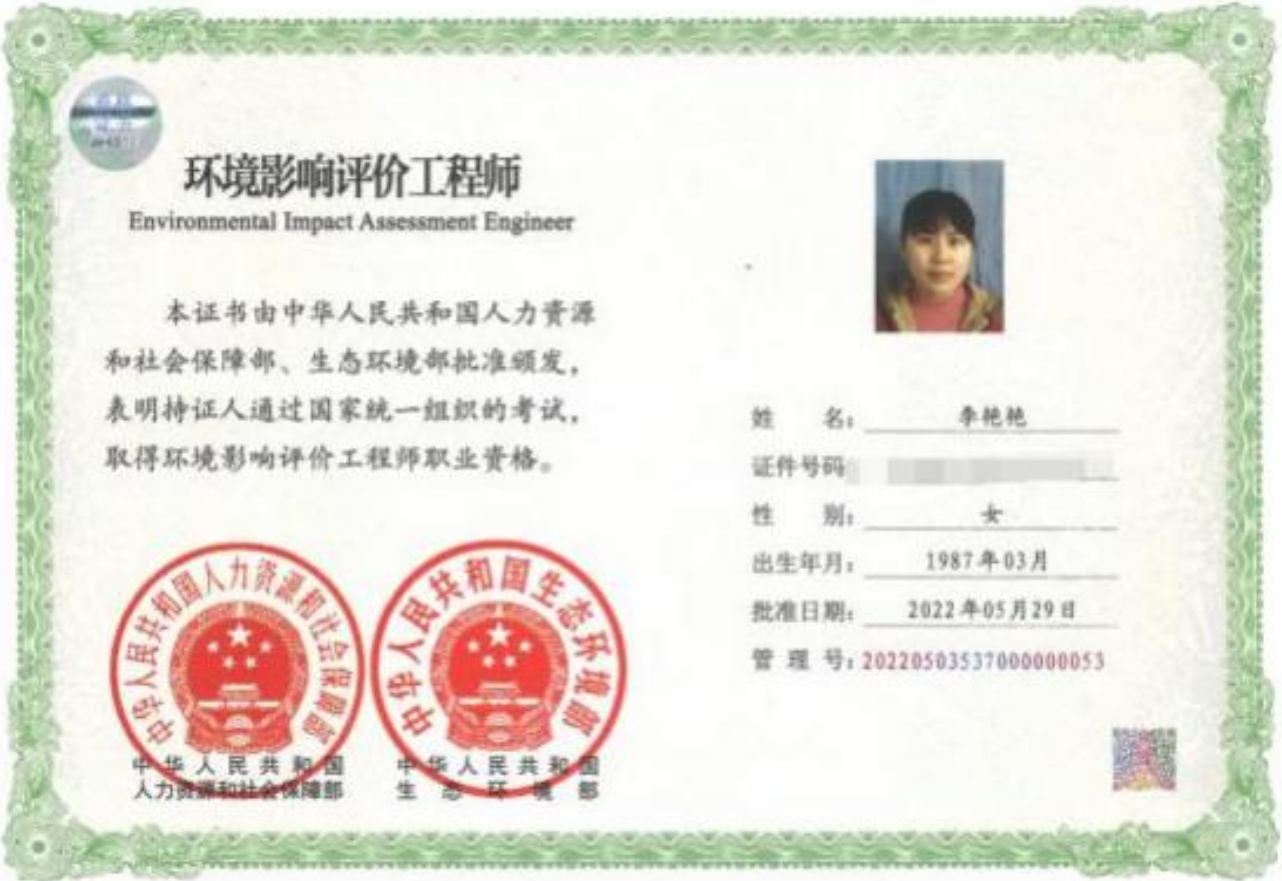 环境影响评价工程师
Environmental Impact Assessment Engineer
本证书由中华人民共和国人力资源
和社会保障部、生态环境部批准颁发，
表明持证人通过国家统一组织的考试，
取得环境影响评价工程师职业资格。
中华人民共和国人力资源和社会保障部
中华人民共和国生态环境部
中华人民共和国
人力资源和社会保障部
中华人民共和国
生态环境部
姓名：李艳艳
证件号码
性别：女
出生年月：1987年03月
批准日期：2022年05月29日
管理号：20220503537000000053